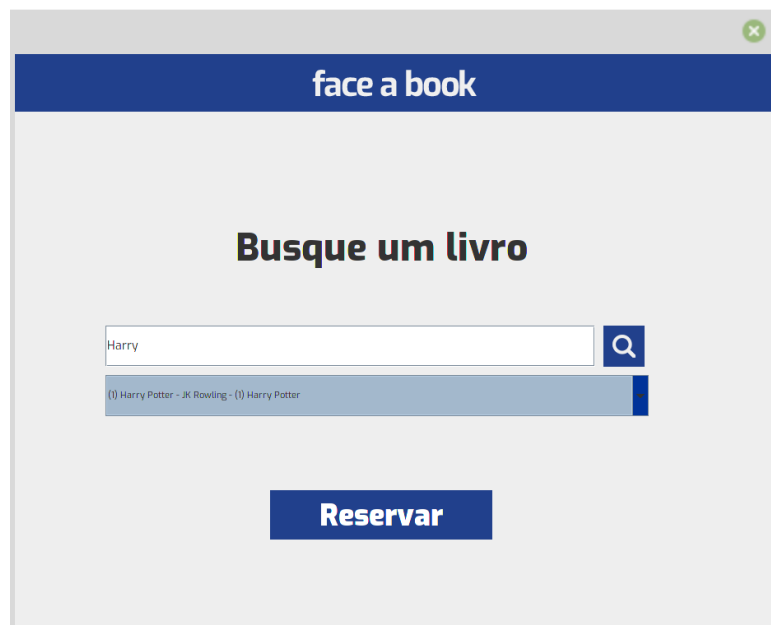 face a book
Busque um livro
Harry
(1) Harry Potter - JK Rowling - (1) Harry Potter
Reservar